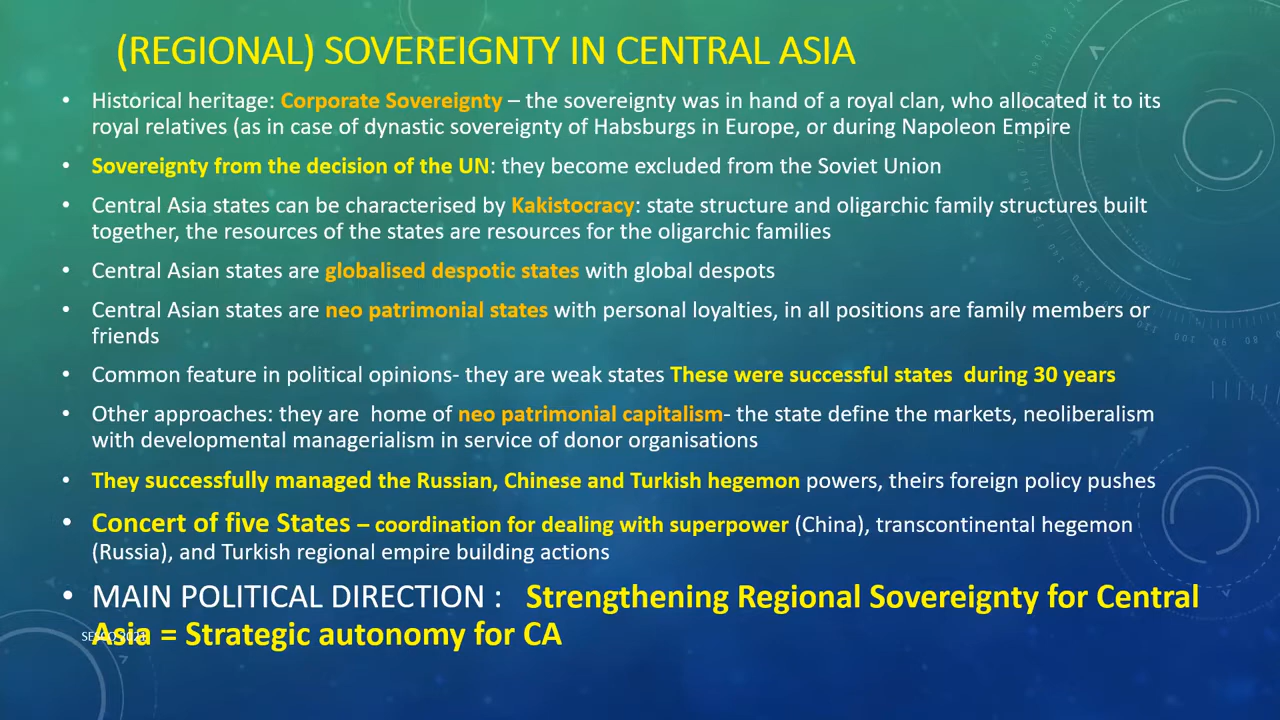 (REGIONAL) SOVEREIGNTY IN CENTRAL ASIA
• Historical heritage: Corporate Sovereignty – the sovereignty was in hand of a royal clan, who allocated it to its
royal relatives (as in case of dynastic sovereignty of Habsburgs in Europe, or during Napoleon Empire
• Sovereignty from the decision of the UN: they become excluded from the Soviet Union
• Central Asia states can be characterised by Kakistocracy: state structure and oligarchic family structures built
together, the resources of the states are resources for the oligarchic families
• Central Asian states are globalised despotic states with global despots
• Central Asian states are neo patrimonial states with personal loyalties, in all positions are family members or
friends
• Common feature in political opinions- they are weak states These were successful states during 30 years
• Other approaches: they are home of neo patrimonial capitalism- the state define the markets, neoliberalism
with developmental managerialism in service of donor organisations
• They successfully managed the Russian, Chinese and Turkish hegemon powers, theirs foreign policy pushes
• Concert of five States – coordination for dealing with superpower (China), transcontinental hegemon
(Russia), and Turkish regional empire building actions
• MAIN POLITICAL DIRECTION : Strengthening Regional Sovereignty for Central
Asia = Strategic autonomy for CA